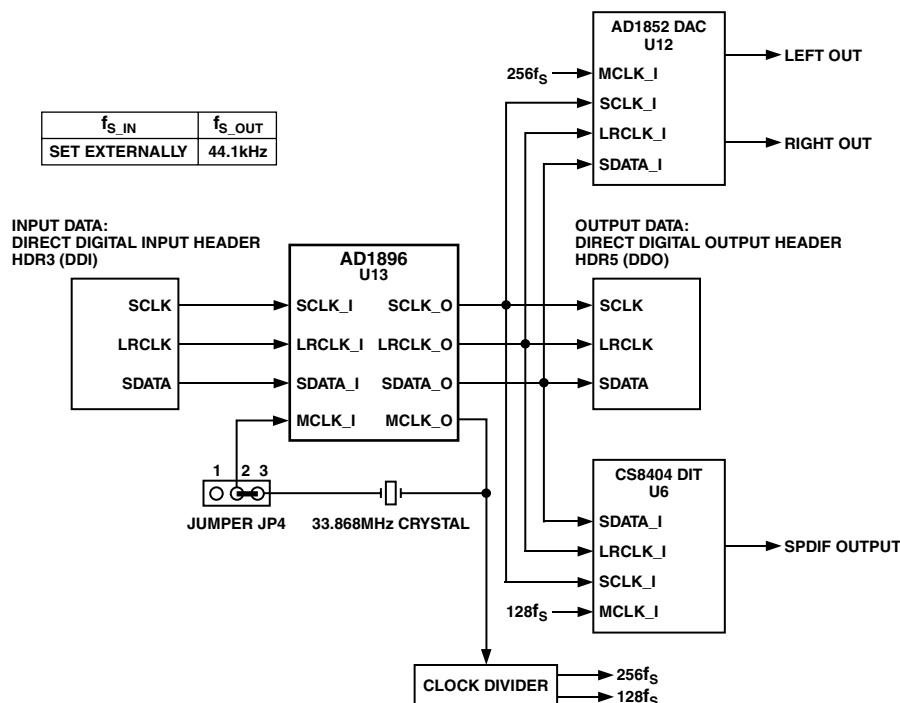 AD1852 DAC
U12
256fS
MCLK_I
SCLK_I
LRCLK_I
SDATA_I
LEFT OUT
RIGHT OUT
fS_IN fS_OUT
SET EXTERNALLY 44.1kHz
INPUT DATA:
DIRECT DIGITAL INPUT HEADER
HDR3 (DDI)
SCLK
LRCLK
SDATA
AD1896
U13
SCLK_I SCLK_O
LRCLK_I LRCLK_O
SDATA_I SDATA_O
MCLK_I MCLK_O
OUTPUT DATA:
DIRECT DIGITAL OUTPUT HEADER
HDR5 (DDO)
SCLK
LRCLK
SDATA
1 2 3
JUMPER JP4
33.868MHz CRYSTAL
CS8404 DIT
U6
SDATA_I
LRCLK_I
SCLK_I
128fS
MCLK_I
SPDIF OUTPUT
CLOCK DIVIDER
256fS
128fS